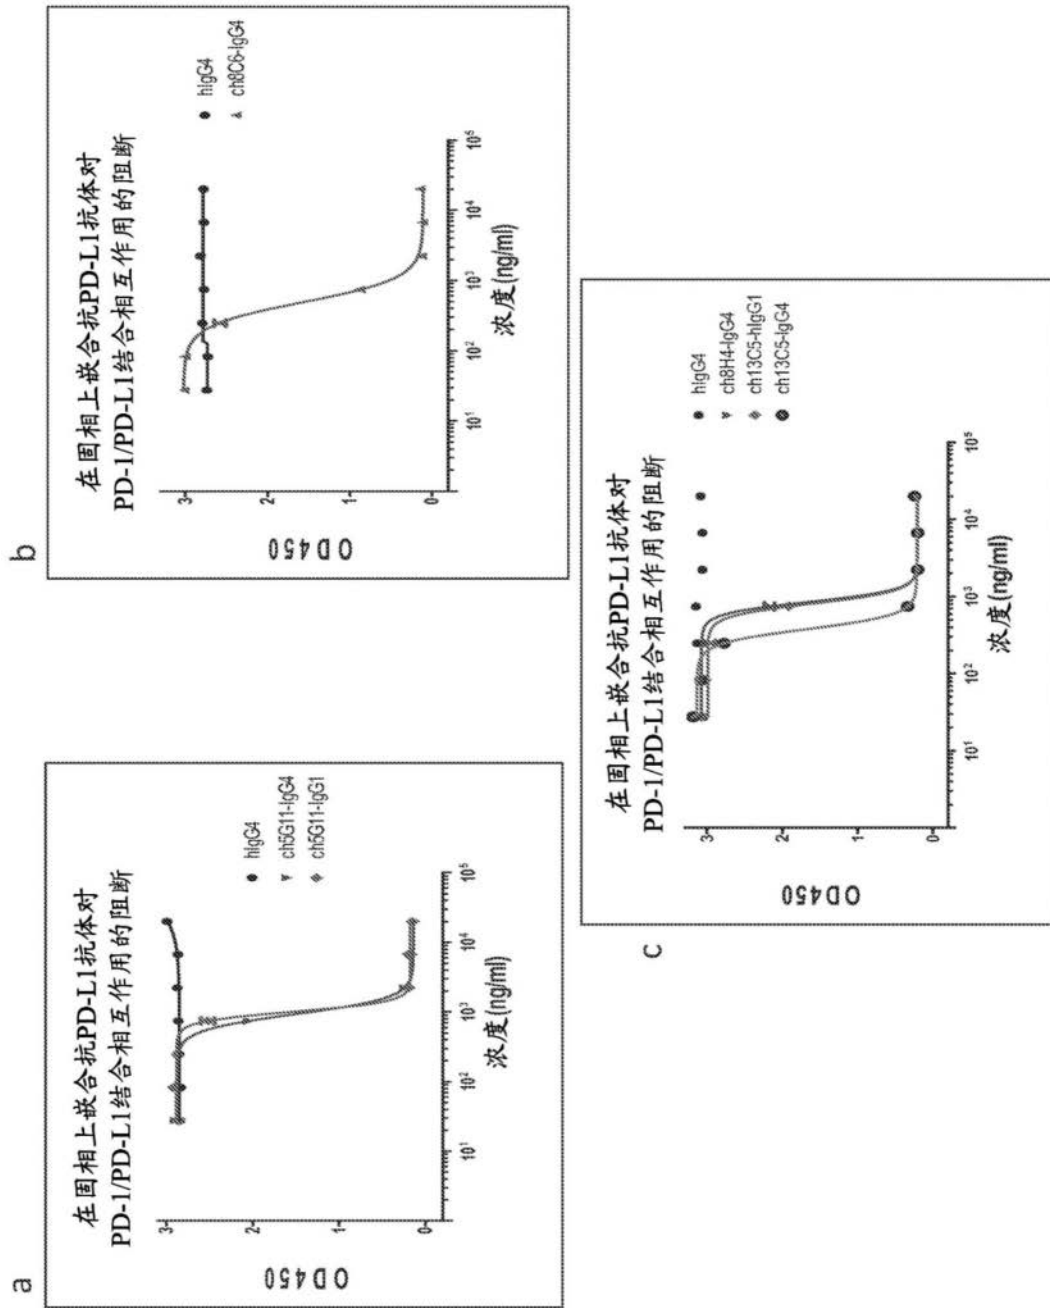 a
在固相上嵌合抗PD-L1抗体对
PD-1/PD-L1结合相互作用的阻断
OD450
3
2
1
0
10¹
10²
10³
10⁴
10⁵
浓度(ng/ml)
hIgG4
ch5G11-IgG4
ch5G11-IgG1
b
在固相上嵌合抗PD-L1抗体对
PD-1/PD-L1结合相互作用的阻断
OD450
3
2
1
0
10¹
10²
10³
10⁴
10⁵
浓度(ng/ml)
hIgG4
ch8C6-IgG4
c
在固相上嵌合抗PD-L1抗体对
PD-1/PD-L1结合相互作用的阻断
OD450
3
2
1
0
10¹
10²
10³
10⁴
10⁵
浓度(ng/ml)
hIgG4
ch8H4-IgG4
ch13C5-hIgG1
ch13C5-IgG4